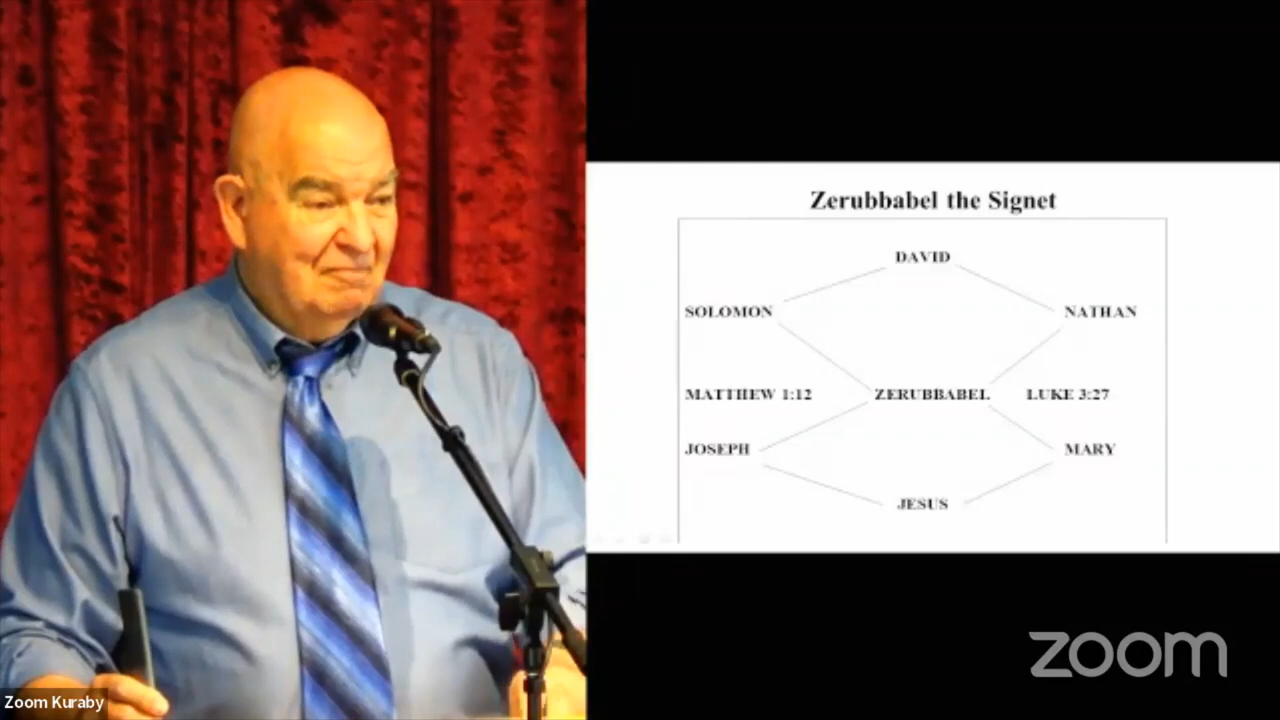 Zerubbabel the Signet
DAVID
SOLOMON NATHAN
MATTHEW 1:12 ZERUBBABEL LUKE 3:27
JOSEPH MARY
JESUS
zoom
Zoom Kuraby